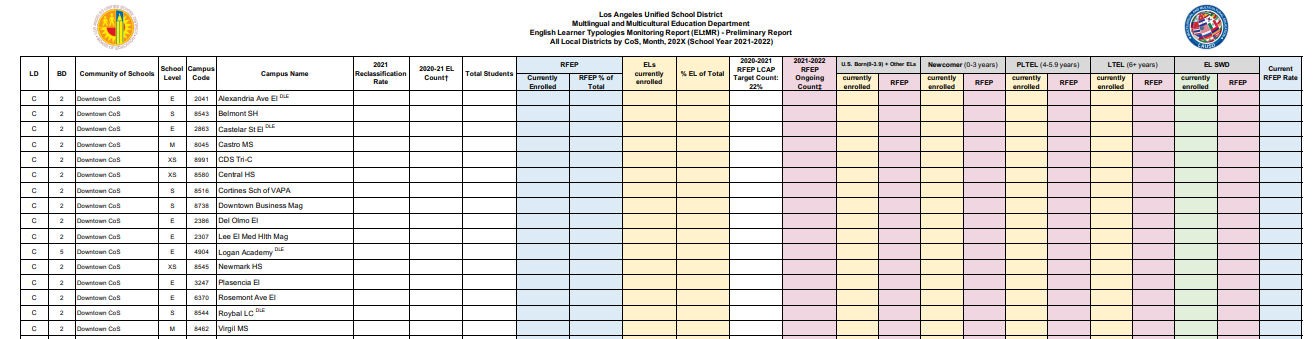 Los Angeles Unified School District
Multlingual and Multicultural Education Department
English Learner Typologies Monitoring Report (ELtMR) - Preliminary Report
All Local Districts by CoS, Month, 202X (School Year 2021-2022)
LD BD Community of Schools School Level Campus Code Campus Name 2021 Reclassification Rate 2020-21 EL Count† Total Students RFEP ELs currently enrolled % EL of Total 2020-2021 RFEP LCAP Target Count: 22% 2021-2022 RFEP Ongoing Count‡ U.S. Born(0-3.9) + Other ELs Newcomer (0-3 years) PLTEL (4-5.9 years) LTEL (6+ years) EL SWD Current RFEP Rate
Currently Enrolled RFEP % of Total currently enrolled RFEP currently enrolled RFEP currently enrolled RFEP currently enrolled RFEP currently enrolled RFEP
C 2 Downtown CoS E 2041 Alexandria Ave El DLE
C 2 Downtown CoS S 8543 Belmont SH
C 2 Downtown CoS E 2863 Castelar St El DLE
C 2 Downtown CoS M 8045 Castro MS
C 2 Downtown CoS XS 8991 CDS Tri-C
C 2 Downtown CoS XS 8580 Central HS
C 2 Downtown CoS S 8516 Cortines Sch of VAPA
C 2 Downtown CoS S 8738 Downtown Business Mag
C 2 Downtown CoS E 2386 Del Olmo El
C 2 Downtown CoS E 2307 Lee El Med Hlth Mag
C 5 Downtown CoS E 4904 Logan Academy DLE
C 2 Downtown CoS XS 8545 Newmark HS
C 2 Downtown CoS E 3247 Plasencia El
C 2 Downtown CoS E 6370 Rosemont Ave El
C 2 Downtown CoS S 8544 Roybal LC DLE
C 2 Downtown CoS M 8462 Virgil MS